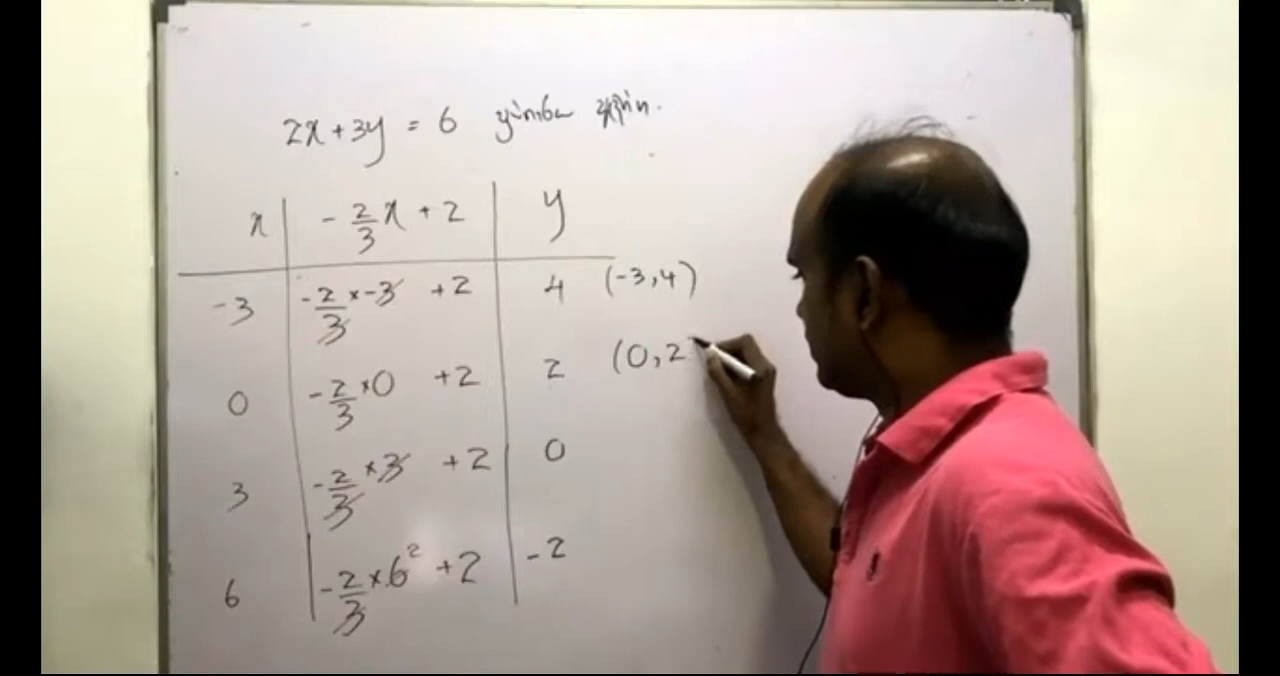 2x + 3y = 6
x | - 2/3 x + 2 | y
-3 | -2/3 × -3 + 2 | 4 (-3,4)
0 | -2/3 × 0 + 2 | 2 (0,2
3 | -2/3 × 3 + 2 | 0
6 | -2/3 × 6² + 2 | -2